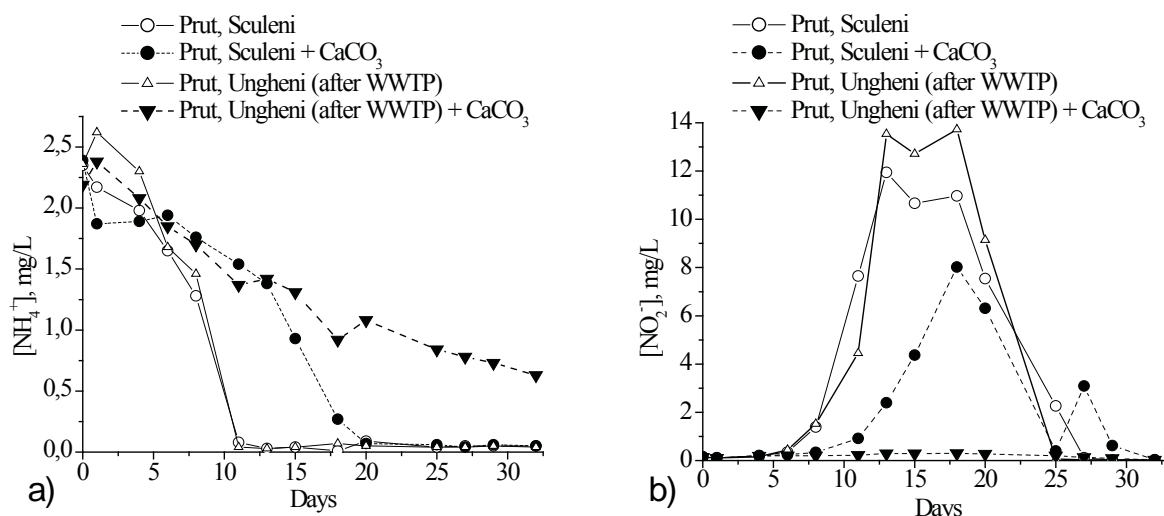 Prut, Sculeni
Prut, Sculeni + CaCO3
Prut, Ungheni (after WWTP)
Prut, Ungheni (after WWTP) + CaCO3
2,5
2,0
1,5
1,0
0,5
0,0
[NH4+], mg/L
0 5 10 15 20 25 30
Days
a)
Prut, Sculeni
Prut, Sculeni + CaCO3
Prut, Ungheni (after WWTP)
Prut, Ungheni (after WWTP) + CaCO3
14
12
10
8
6
4
2
0
[NO2-], mg/L
0 5 10 15 20 25 30
Days
b)